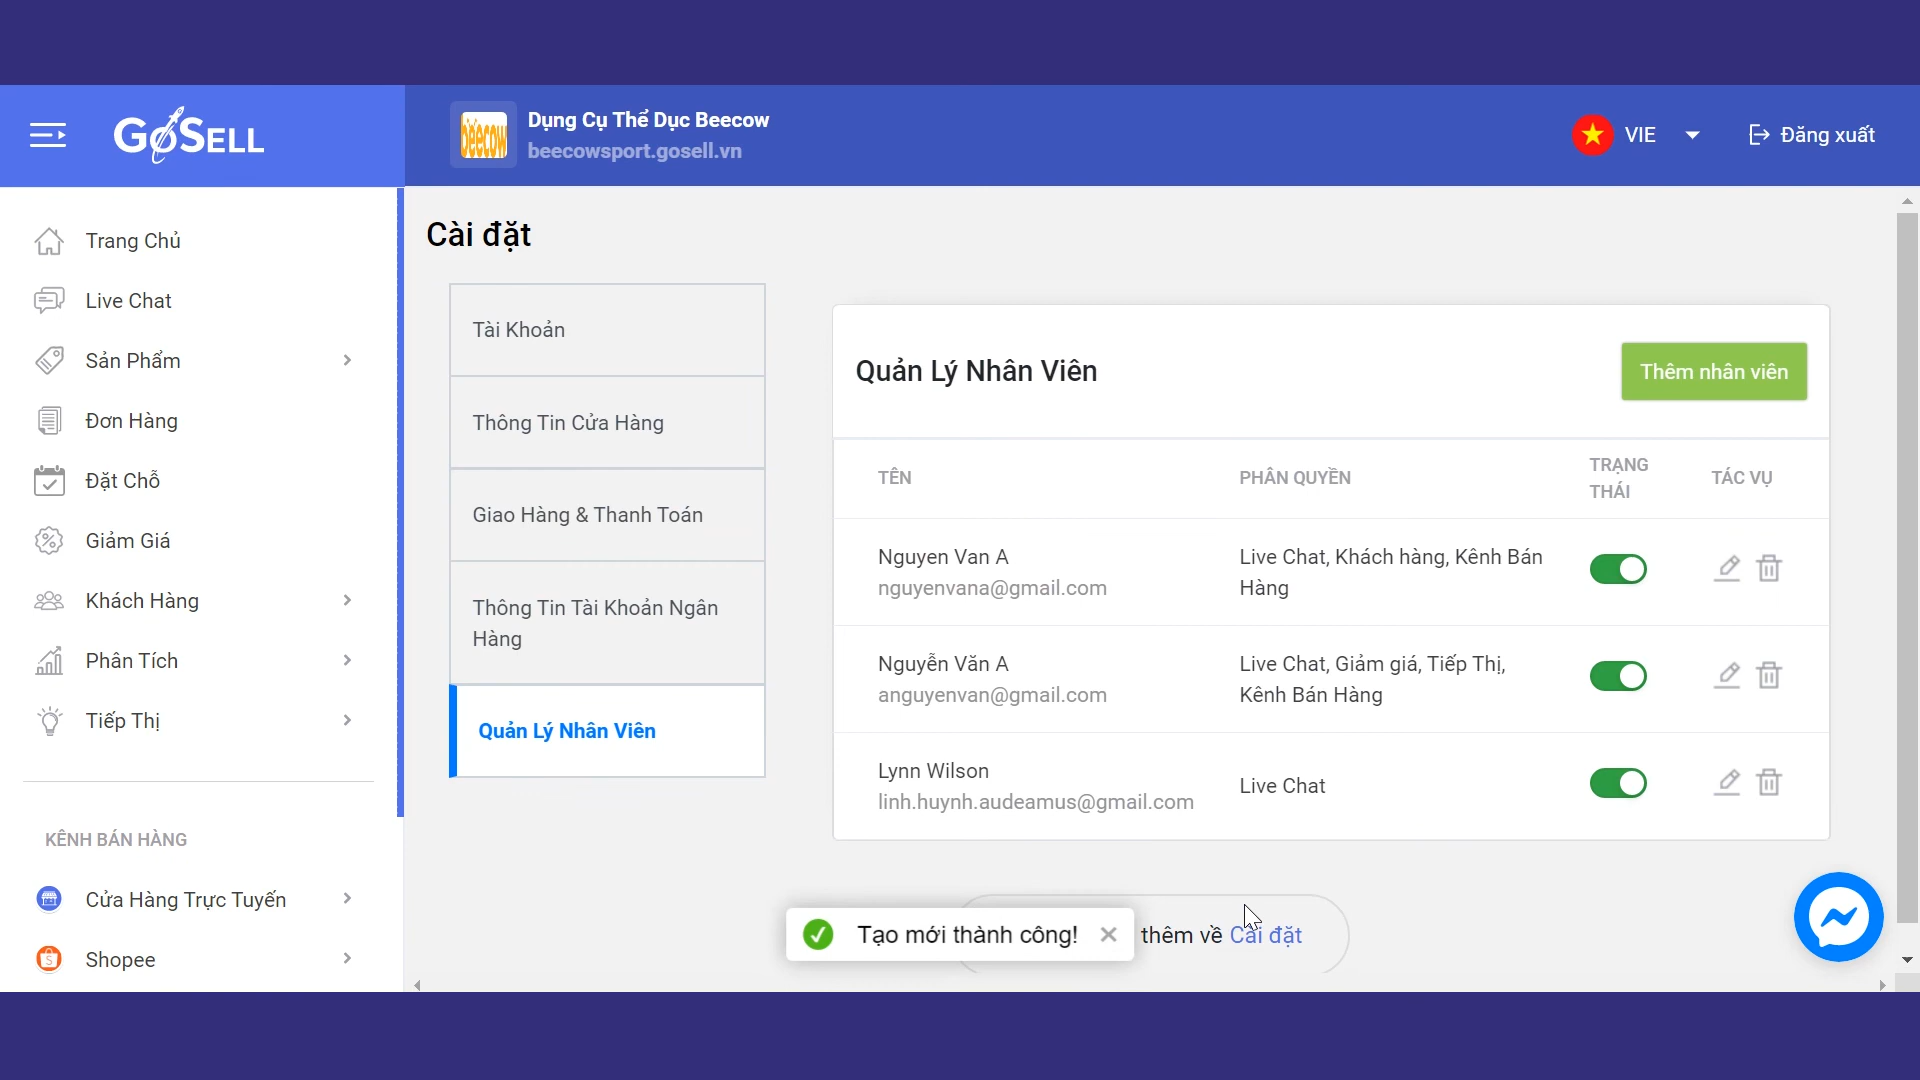 GoSELL
Dụng Cụ Thể Dục Beecow
beecowsport.gosell.vn
beecow
VIE
Đăng xuất
Trang Chủ
Live Chat
Sản Phẩm
Đơn Hàng
Đặt Chỗ
Giảm Giá
Khách Hàng
Phân Tích
Tiếp Thị
KÊNH BÁN HÀNG
Cửa Hàng Trực Tuyến
Shopee
Cài đặt
Tài Khoản
Thông Tin Cửa Hàng
Giao Hàng & Thanh Toán
Thông Tin Tài Khoản Ngân
Hàng
Quản Lý Nhân Viên
Quản Lý Nhân Viên
Thêm nhân viên
TÊN
PHÂN QUYỀN
TRẠNG
THÁI
TÁC VỤ
Nguyen Van A
nguyenvana@gmail.com
Live Chat, Khách hàng, Kênh Bán
Hàng
Nguyễn Văn A
anguyenvan@gmail.com
Live Chat, Giảm giá, Tiếp Thị,
Kênh Bán Hàng
Lynn Wilson
linh.huynh.audeamus@gmail.com
Live Chat
Tạo mới thành công!
thêm về Cài đặt